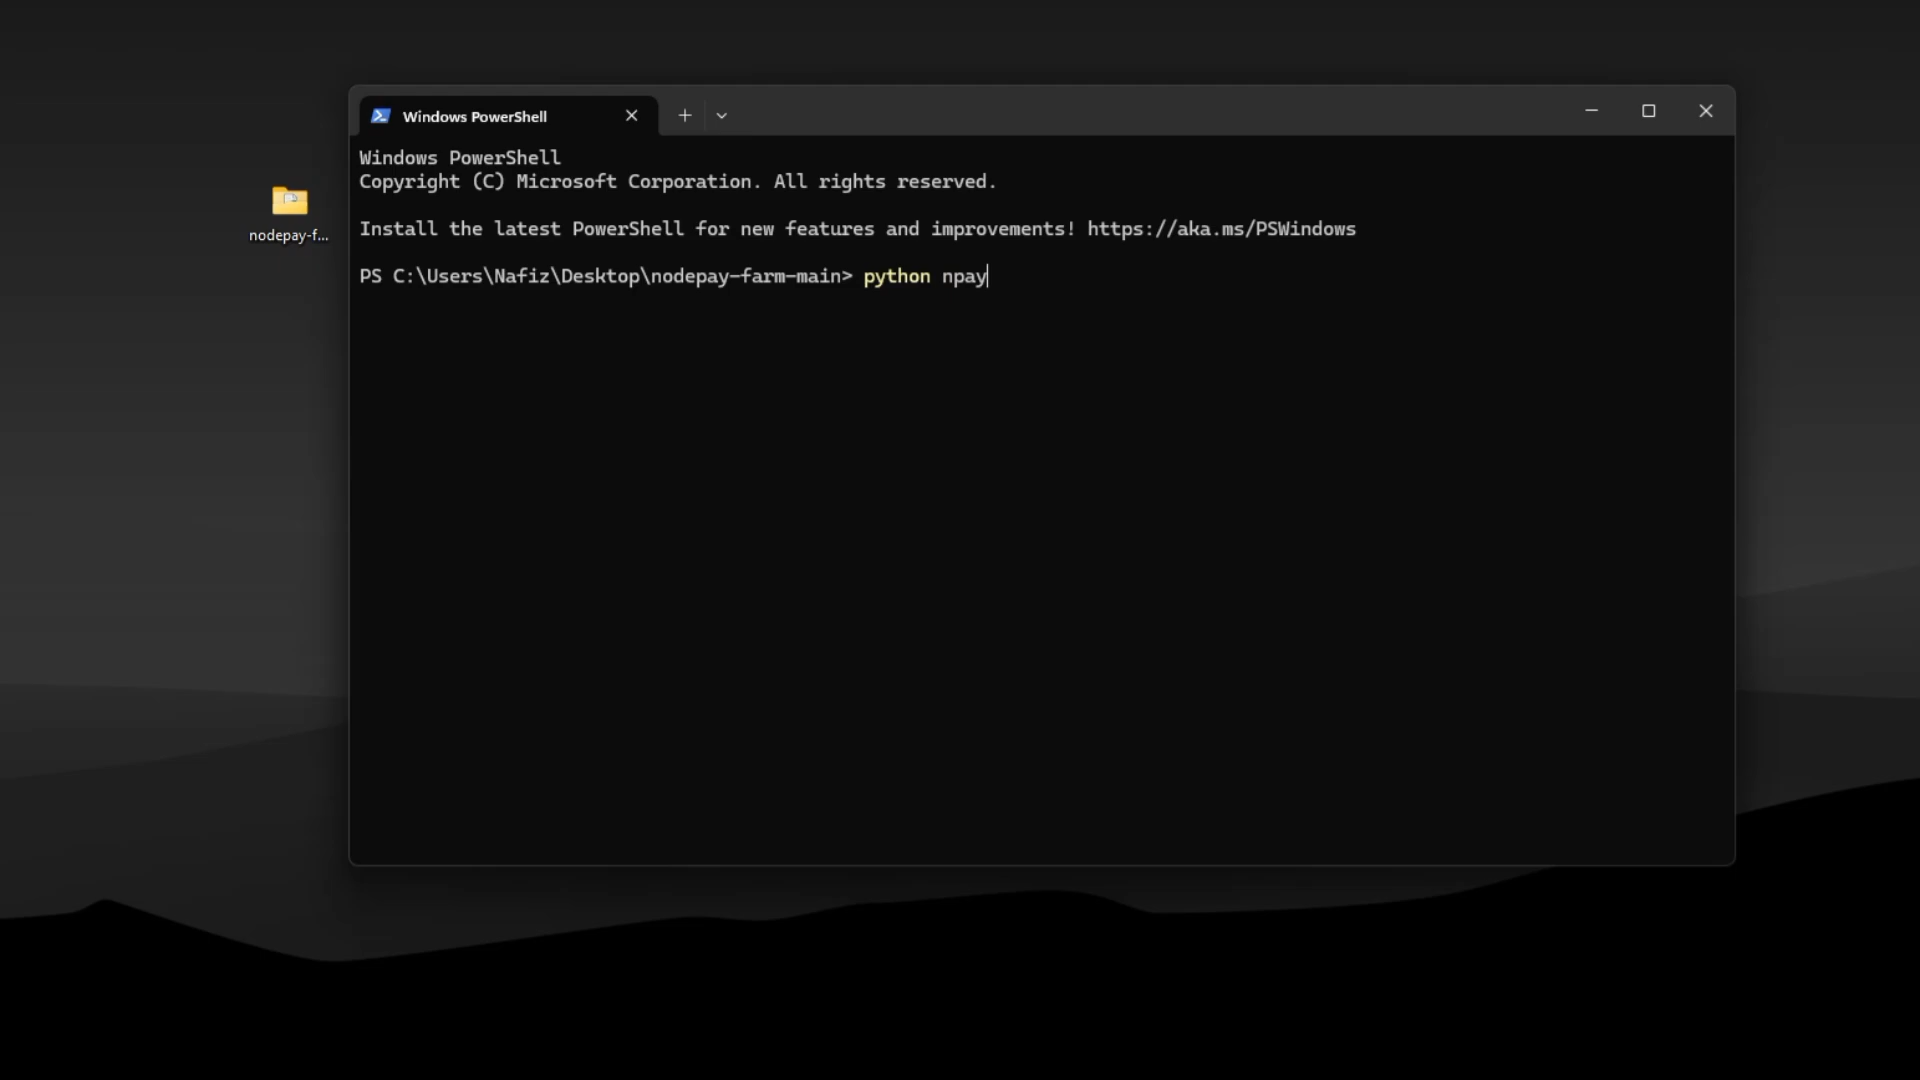 Windows PowerShell
Windows PowerShell
Copyright (C) Microsoft Corporation. All rights reserved.
Install the latest PowerShell for new features and improvements! https://aka.ms/PSWindows
nodepay-f...
PS C:\Users\Nafiz\Desktop\nodepay-farm-main> python npay